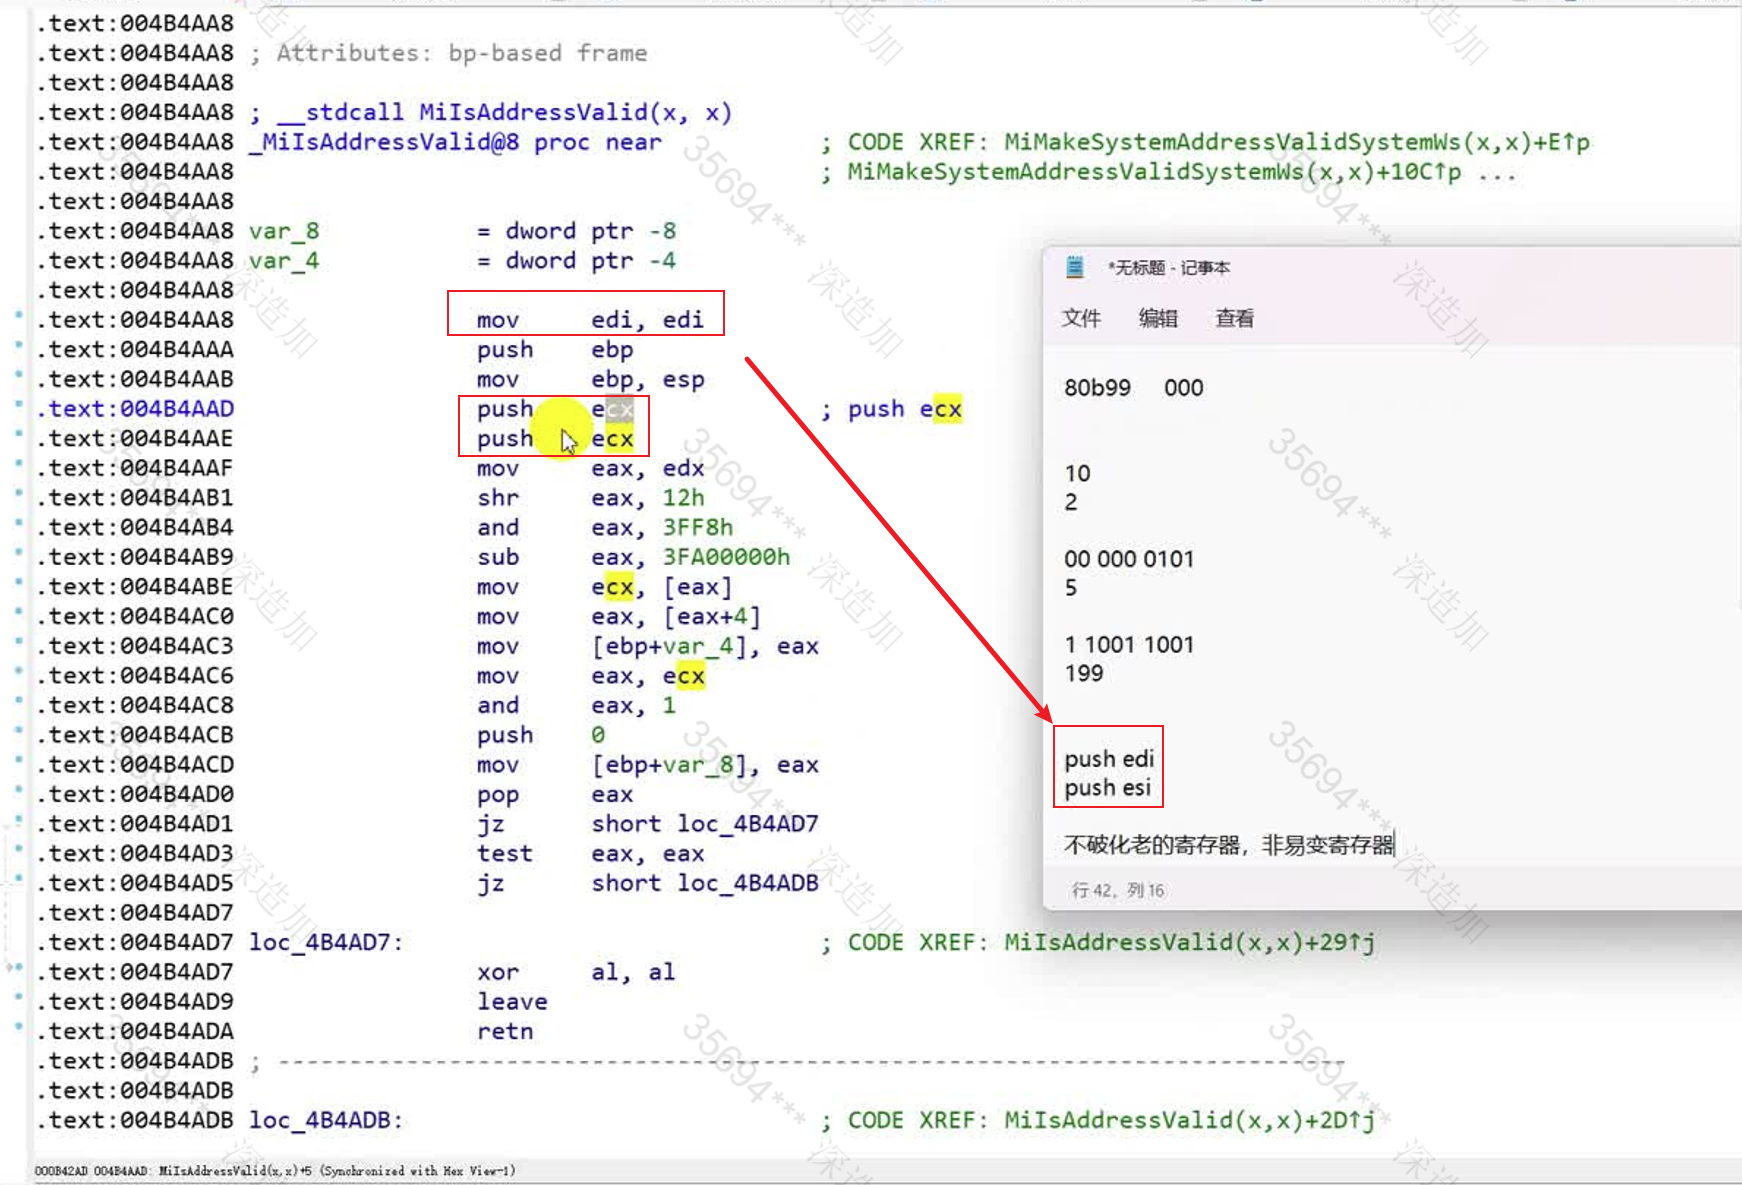 .text:004B4AA8
.text:004B4AA8 ; Attributes: bp-based frame
.text:004B4AA8
.text:004B4AA8 ; __stdcall MiIsAddressValid(x, x)
.text:004B4AA8 _MiIsAddressValid@8 proc near ; CODE XREF: MiMakeSystemAddressValidSystemWs(x,x)+E↑p
.text:004B4AA8 ; MiMakeSystemAddressValidSystemWs(x,x)+10C↑p ...
.text:004B4AA8
.text:004B4AA8 var_8 = dword ptr -8
.text:004B4AA8 var_4 = dword ptr -4
.text:004B4AA8
.text:004B4AA8 mov edi, edi
.text:004B4AAA push ebp
.text:004B4AAB mov ebp, esp
.text:004B4AAD push ecx ; push ecx
.text:004B4AAE push ecx
.text:004B4AAF mov eax, edx
.text:004B4AB1 shr eax, 12h
.text:004B4AB4 and eax, 3FF8h
.text:004B4AB9 sub eax, 3FA00000h
.text:004B4ABE mov ecx, [eax]
.text:004B4AC0 mov eax, [eax+4]
.text:004B4AC3 mov [ebp+var_4], eax
.text:004B4AC6 mov eax, ecx
.text:004B4AC8 and eax, 1
.text:004B4ACB push 0
.text:004B4ACD mov [ebp+var_8], eax
.text:004B4AD0 pop eax
.text:004B4AD1 jz short loc_4B4AD7
.text:004B4AD3 test eax, eax
.text:004B4AD5 jz short loc_4B4ADB
.text:004B4AD7
.text:004B4AD7 loc_4B4AD7: ; CODE XREF: MiIsAddressValid(x,x)+29↑j
.text:004B4AD7 xor al, al
.text:004B4AD9 leave
.text:004B4ADA retn
.text:004B4ADB ; ---------------------------------------------------------------------------
.text:004B4ADB
.text:004B4ADB loc_4B4ADB: ; CODE XREF: MiIsAddressValid(x,x)+2D↑j
000B42AD 004B4AAD: MiIsAddressValid(x,x)+5 (Synchronized with Hex View-1)
*无标题 - 记事本
文件 编辑 查看
80b99 000
10
2
00 000 0101
5
1 1001 1001
199
push edi
push esi
不破化老的寄存器，非易变寄存器
行 42，列 16
35694***
深造加